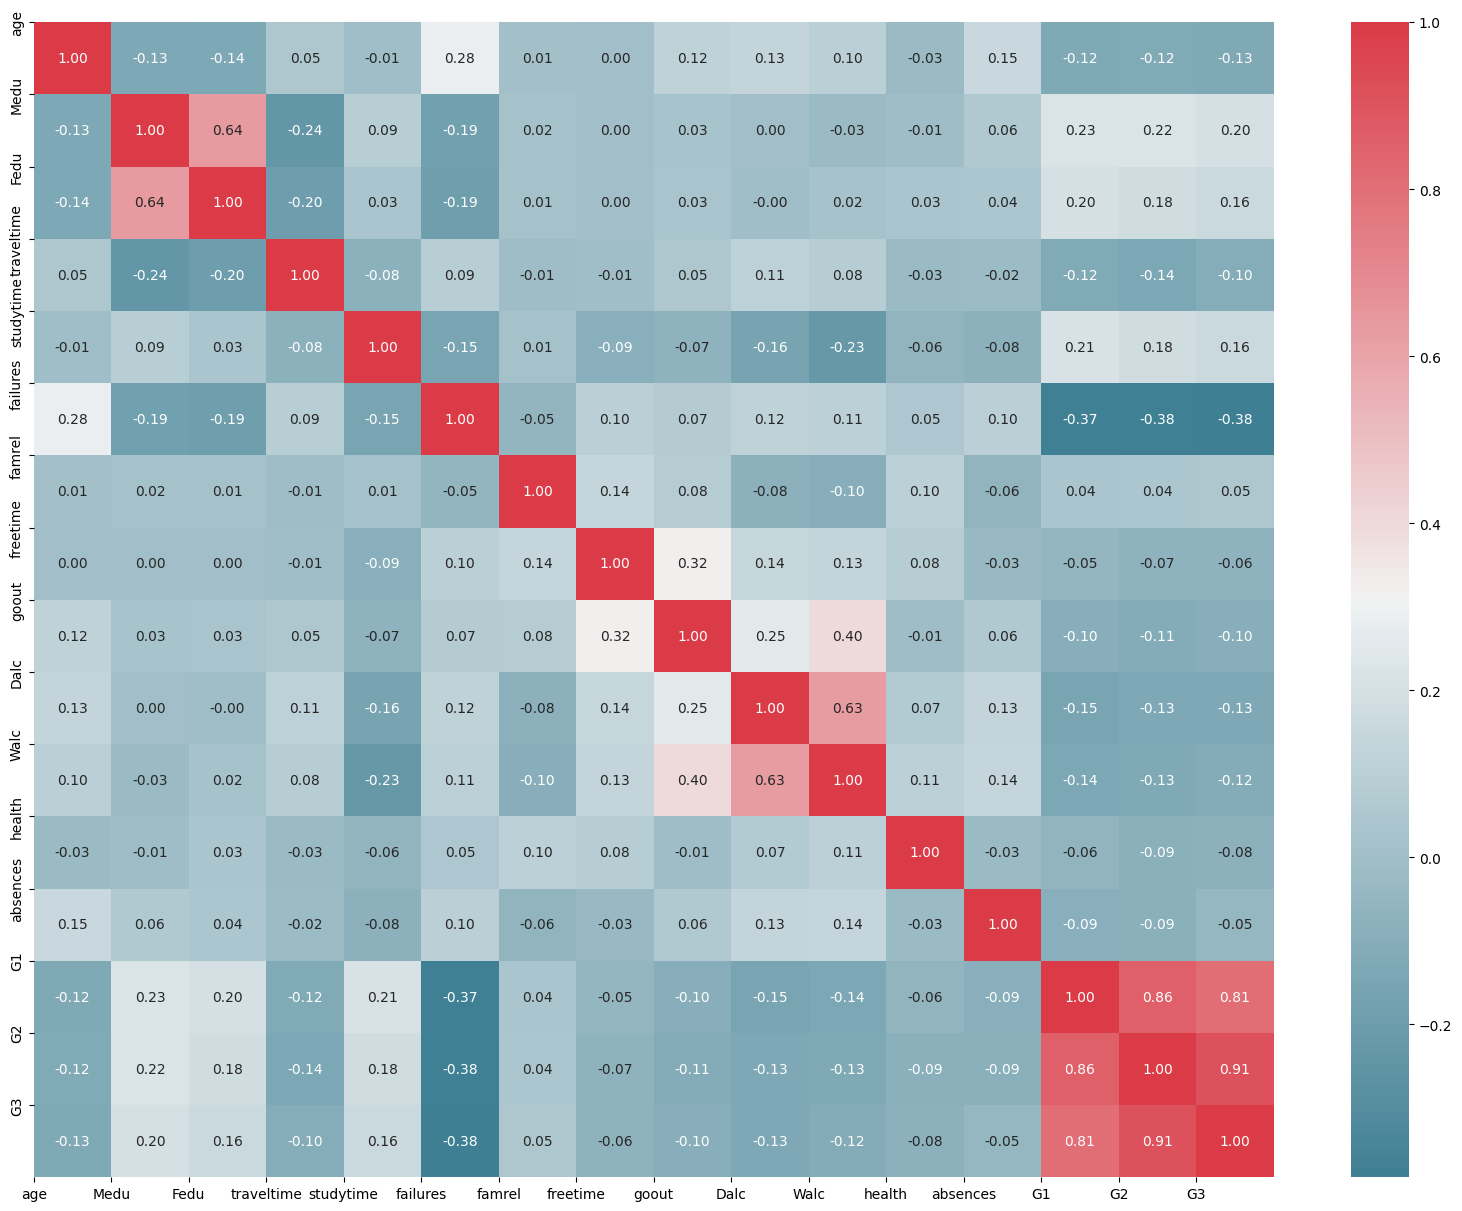 age 1.00 -0.13 -0.14 0.05 -0.01 0.28 0.01 0.00 0.12 0.13 0.10 -0.03 0.15 -0.12 -0.12 -0.13
Medu -0.13 1.00 0.64 -0.24 0.09 -0.19 0.02 0.00 0.03 0.00 -0.03 -0.01 0.06 0.23 0.22 0.20
Fedu -0.14 0.64 1.00 -0.20 0.03 -0.19 0.01 0.00 0.03 -0.00 0.02 0.03 0.04 0.20 0.18 0.16
traveltime 0.05 -0.24 -0.20 1.00 -0.08 0.09 -0.01 -0.01 0.05 0.11 0.08 -0.03 -0.02 -0.12 -0.14 -0.10
studytime -0.01 0.09 0.03 -0.08 1.00 -0.15 0.01 -0.09 -0.07 -0.16 -0.23 -0.06 -0.08 0.21 0.18 0.16
failures 0.28 -0.19 -0.19 0.09 -0.15 1.00 -0.05 0.10 0.07 0.12 0.11 0.05 0.10 -0.37 -0.38 -0.38
famrel 0.01 0.02 0.01 -0.01 0.01 -0.05 1.00 0.14 0.08 -0.08 -0.10 0.10 -0.06 0.04 0.04 0.05
freetime 0.00 0.00 0.00 -0.01 -0.09 0.10 0.14 1.00 0.32 0.14 0.13 0.08 -0.03 -0.05 -0.07 -0.06
goout 0.12 0.03 0.03 0.05 -0.07 0.07 0.08 0.32 1.00 0.25 0.40 -0.01 0.06 -0.10 -0.11 -0.10
Dalc 0.13 0.00 -0.00 0.11 -0.16 0.12 -0.08 0.14 0.25 1.00 0.63 0.07 0.13 -0.15 -0.13 -0.13
Walc 0.10 -0.03 0.02 0.08 -0.23 0.11 -0.10 0.13 0.40 0.63 1.00 0.11 0.14 -0.14 -0.13 -0.12
health -0.03 -0.01 0.03 -0.03 -0.06 0.05 0.10 0.08 -0.01 0.07 0.11 1.00 -0.03 -0.06 -0.09 -0.08
absences 0.15 0.06 0.04 -0.02 -0.08 0.10 -0.06 -0.03 0.06 0.13 0.14 -0.03 1.00 -0.09 -0.09 -0.05
G1 -0.12 0.23 0.20 -0.12 0.21 -0.37 0.04 -0.05 -0.10 -0.15 -0.14 -0.06 -0.09 1.00 0.86 0.81
G2 -0.12 0.22 0.18 -0.14 0.18 -0.38 0.04 -0.07 -0.11 -0.13 -0.13 -0.09 -0.09 0.86 1.00 0.91
G3 -0.13 0.20 0.16 -0.10 0.16 -0.38 0.05 -0.06 -0.10 -0.13 -0.12 -0.08 -0.05 0.81 0.91 1.00
age Medu Fedu traveltime studytime failures famrel freetime goout Dalc Walc health absences G1 G2 G3
1.0
0.8
0.6
0.4
0.2
0.0
−0.2